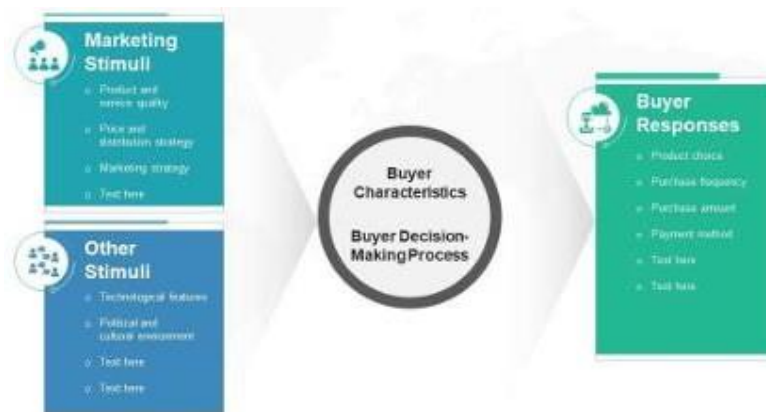 Marketing
Stimuli
Product and
service quality
Price and
distribution strategy
Marketing strategy
Text here
Other
Stimuli
Technological features
Political and
cultural environment
Text here
Text here
Buyer
Characteristics
Buyer Decision-
Making Process
Buyer
Responses
Product choice
Purchase frequency
Purchase amount
Payment method
Text here
Text here